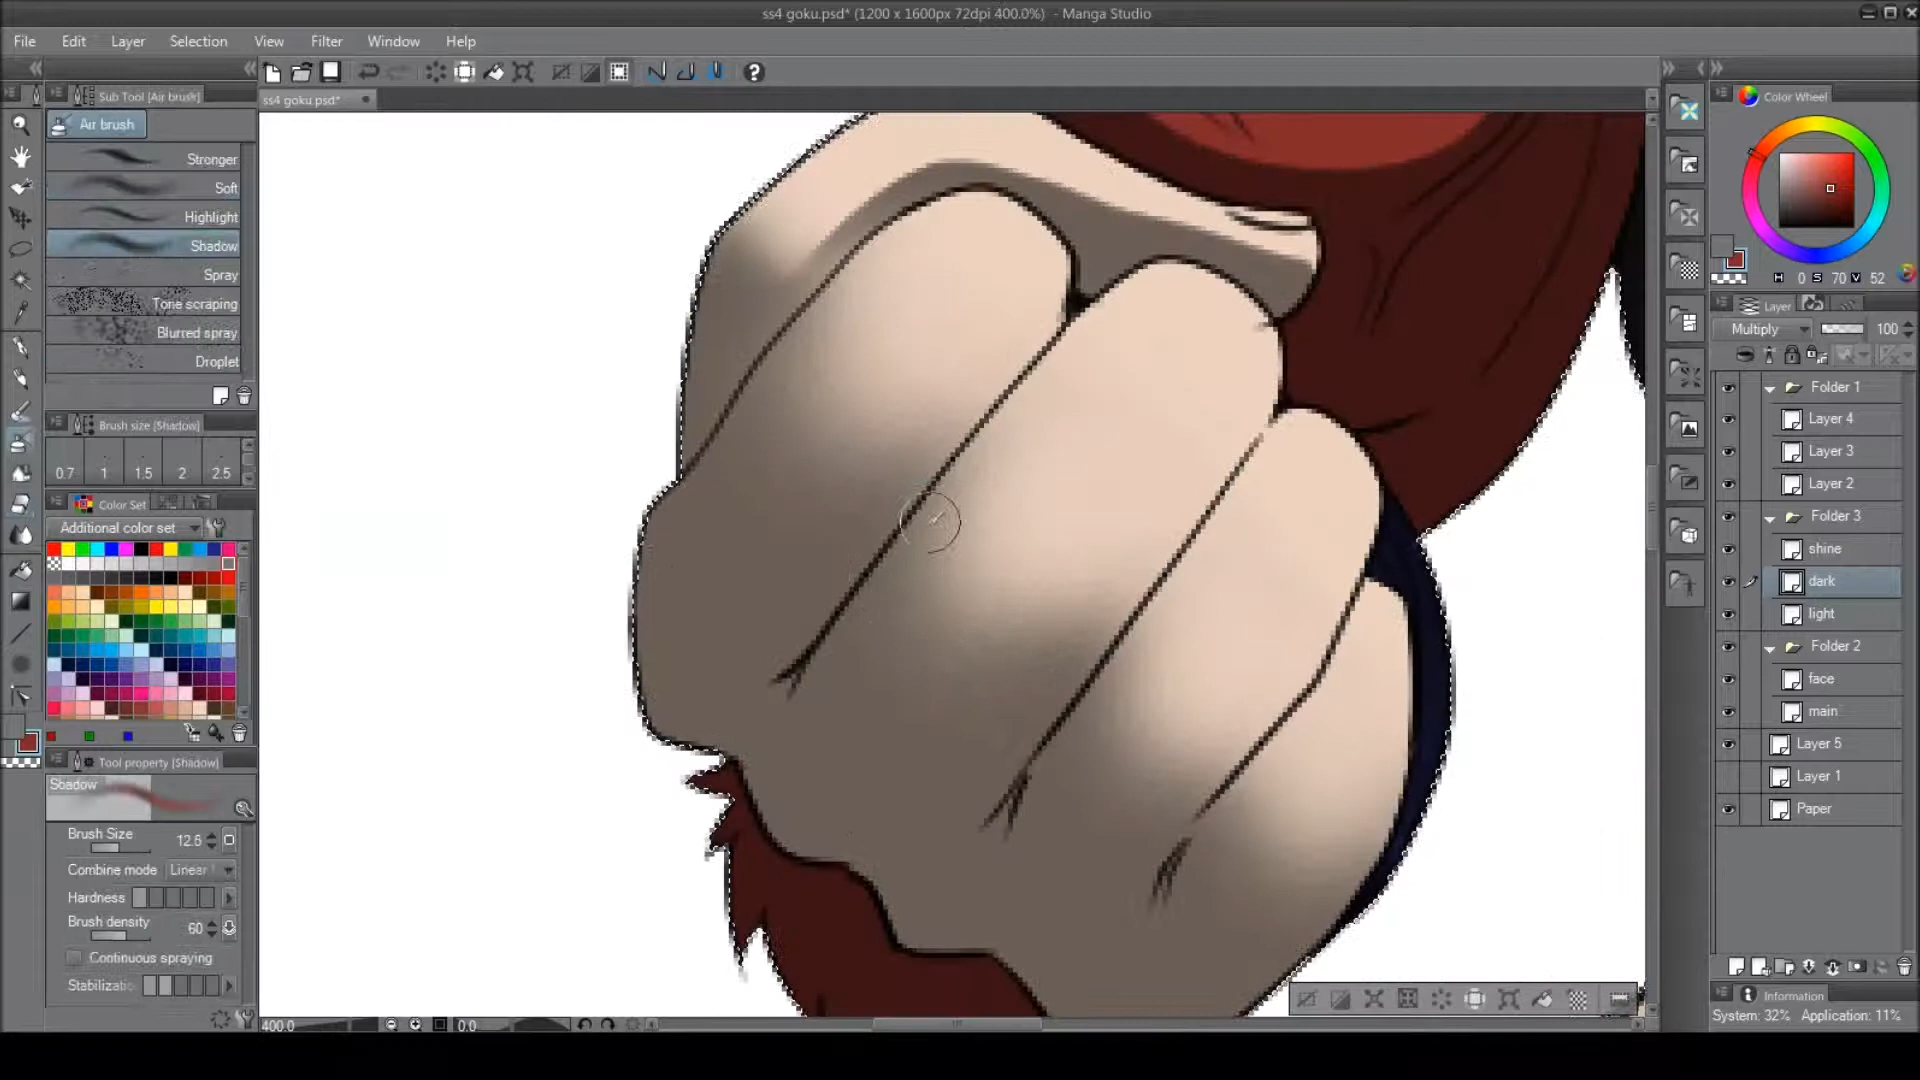 ss4 goku.psd* (1200 x 1600px 72dpi 400.0%) - Manga Studio
File Edit Layer Selection View Filter Window Help
Sub Tool [Air brush]
ss4 goku.psd*
Color Wheel
Air brush
Stronger
Soft
Highlight
Shadow
Spray
Tone scraping
Blurred spray
Droplet
H 0 S 70 V 52
Layer
Multiply 100
Brush size (Shadow)
0.7 1 1.5 2 2.5
Color Set
Additional color set
Folder 1
Layer 4
Layer 3
Layer 2
Folder 3
shine
dark
light
Folder 2
face
main
Layer 5
Layer 1
Paper
Tool property (Shadow)
Shadow
Brush Size 12.6
Combine mode Linear
Hardness
Brush density 60
Continuous spraying
Stabilizatio
400.0 0.0
Information
System: 32% Application: 11%